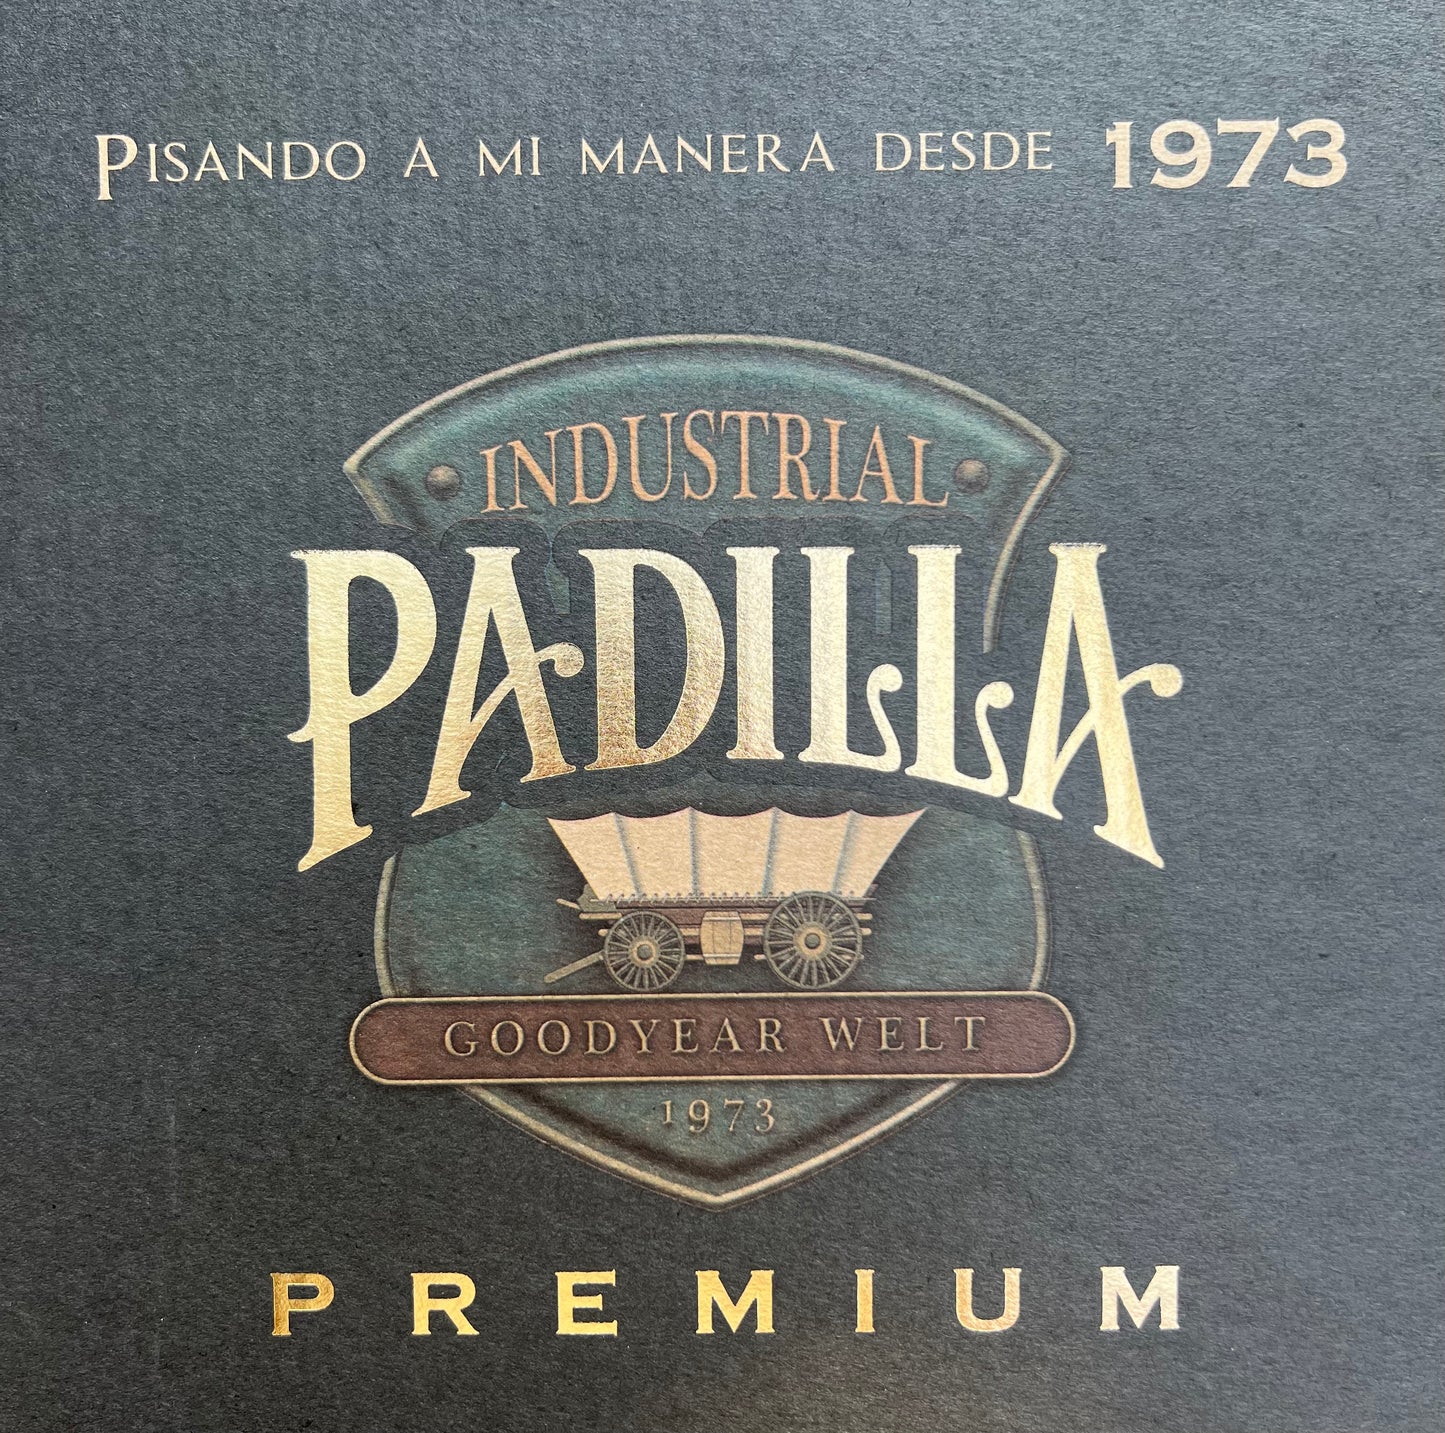 PISANDO A MI MANERA DESDE 1973
INDUSTRIAL
PADILLA
GOODYEAR WELT
1973
PREMIUM